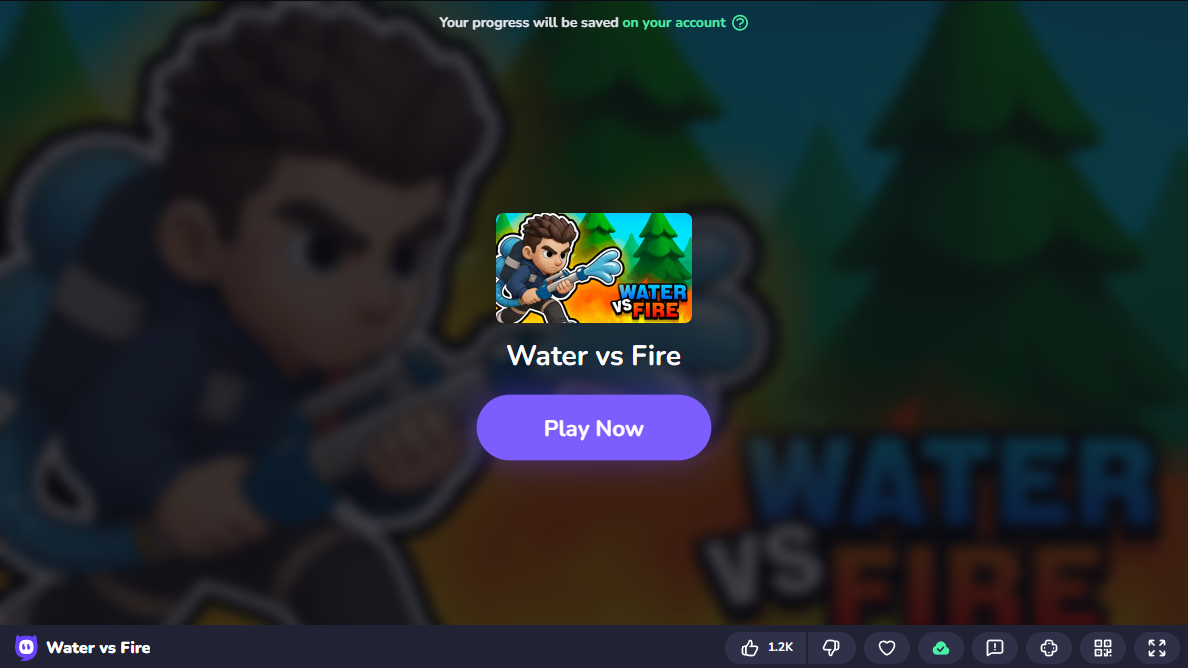 Your progress will be saved on your account
WATER
VS FIRE
Water vs Fire
Play Now
WATER
VS
FIRE
Water vs Fire
1.2K